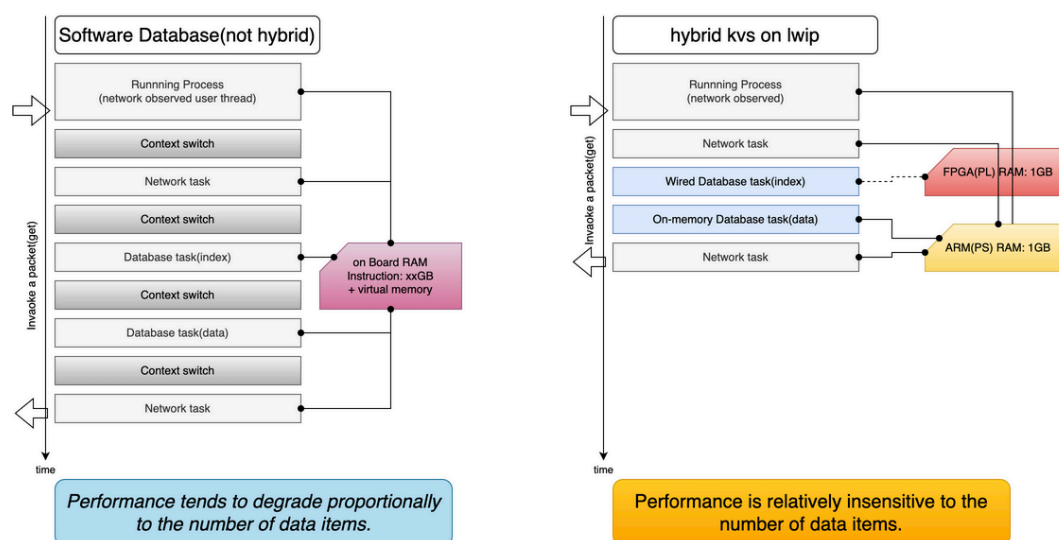 Software Database(not hybrid)
Runnning Process
(network observed user thread)
Context switch
Network task
Context switch
Database task(index)
Context switch
Database task(data)
Context switch
Network task
on Board RAM
Instruction: xxGB
+ virtual memory
Invaoke a packet(get)
time
Performance tends to degrade proportionally
to the number of data items.
hybrid kvs on lwip
Runnning Process
(network observed)
Network task
Wired Database task(index)
On-memory Database task(data)
Network task
FPGA(PL) RAM: 1GB
ARM(PS) RAM: 1GB
Invaoke a packet(get)
time
Performance is relatively insensitive to the
number of data items.